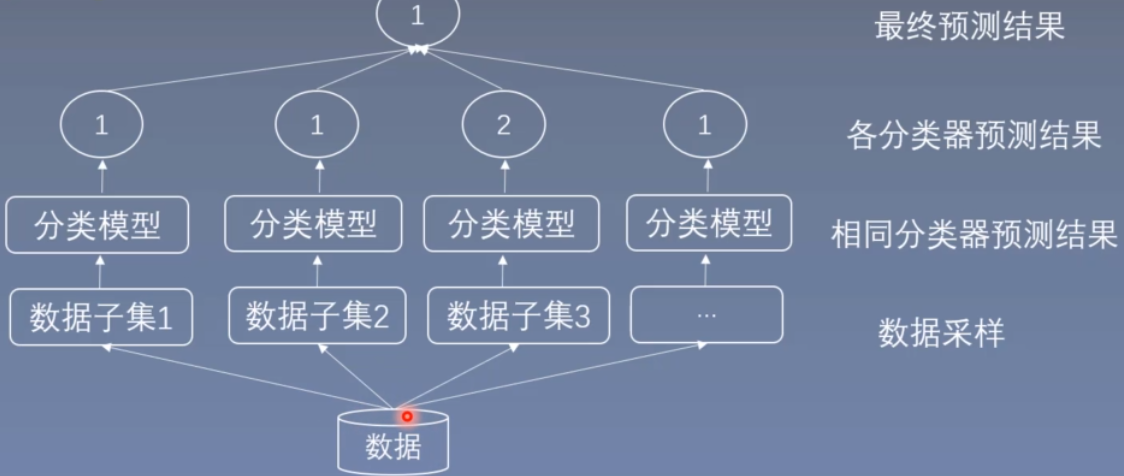 1
最终预测结果
1
1
2
1
各分类器预测结果
分类模型
分类模型
分类模型
分类模型
相同分类器预测结果
数据子集1
数据子集2
数据子集3
...
数据采样
数据